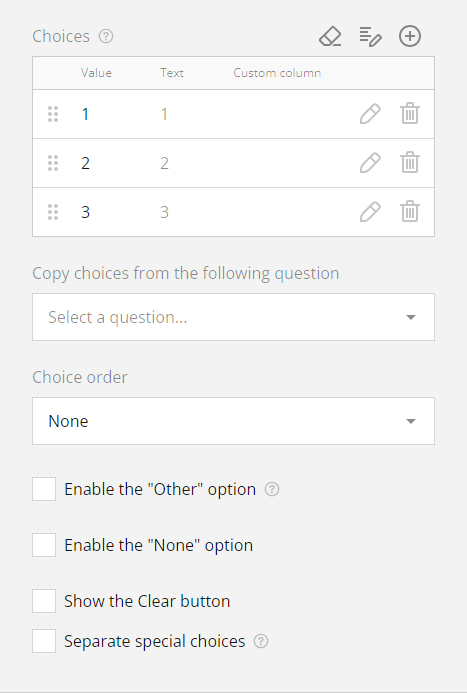 Choices
Value Text Custom column
1 1
2 2
3 3
Copy choices from the following question
Select a question...
Choice order
None
Enable the "Other" option
Enable the "None" option
Show the Clear button
Separate special choices